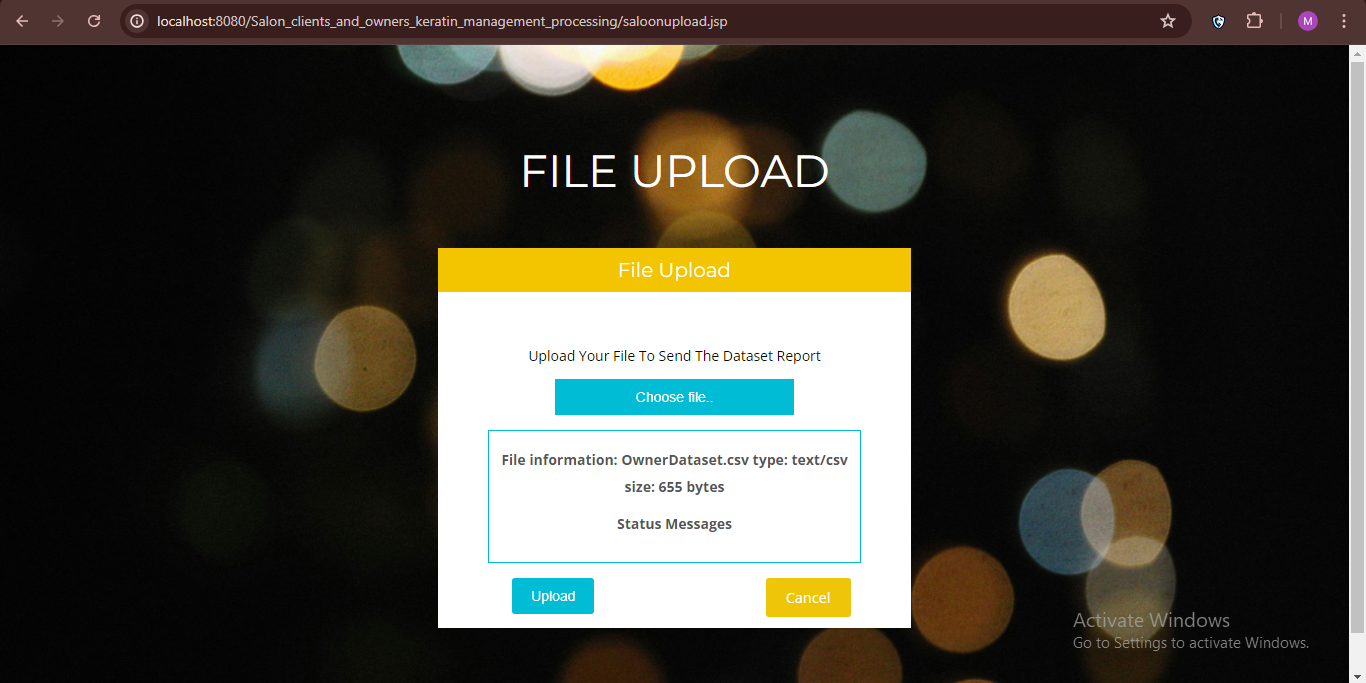 localhost:8080/Salon_clients_and_owners_keratin_management_processing/saloonupload.jsp
M
FILE UPLOAD
File Upload
Upload Your File To Send The Dataset Report
Choose file..
File information: OwnerDataset.csv type: text/csv
size: 655 bytes
Status Messages
Upload
Cancel
Activate Windows
Go to Settings to activate Windows.